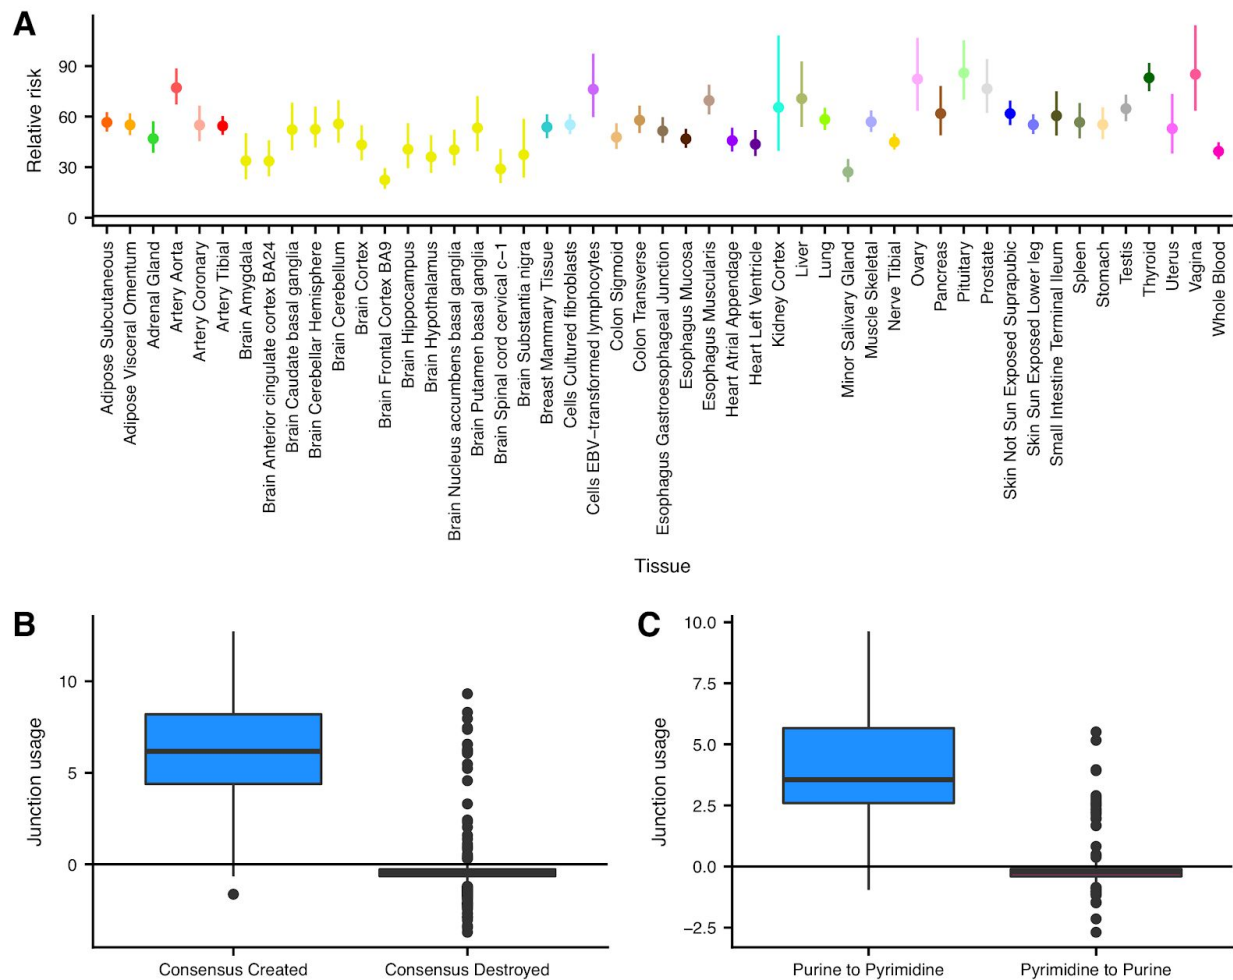 A
Relative risk
90
60
30
0
Adipose Subcutaneous
Adipose Visceral Omentum
Adrenal Gland
Artery Aorta
Artery Coronary
Artery Tibial
Brain Amygdala
Brain Anterior cingulate cortex BA24
Brain Caudate basal ganglia
Brain Cerebellar Hemisphere
Brain Cerebellum
Brain Cortex
Brain Frontal Cortex BA9
Brain Hippocampus
Brain Hypothalamus
Brain Nucleus accumbens basal ganglia
Brain Putamen basal ganglia
Brain Spinal cord cervical c−1
Brain Substantia nigra
Breast Mammary Tissue
Cells Cultured fibroblasts
Cells EBV−transformed lymphocytes
Colon Sigmoid
Colon Transverse
Esophagus Gastroesophageal Junction
Esophagus Mucosa
Esophagus Muscularis
Heart Atrial Appendage
Heart Left Ventricle
Kidney Cortex
Liver
Lung
Minor Salivary Gland
Muscle Skeletal
Nerve Tibial
Ovary
Pancreas
Pituitary
Prostate
Skin Not Sun Exposed Suprapubic
Skin Sun Exposed Lower leg
Small Intestine Terminal Ileum
Spleen
Stomach
Testis
Thyroid
Uterus
Vagina
Whole Blood
Tissue
B
Junction usage
10
5
0
Consensus Created
Consensus Destroyed
C
Junction usage
10.0
7.5
5.0
2.5
0.0
−2.5
Purine to Pyrimidine
Pyrimidine to Purine